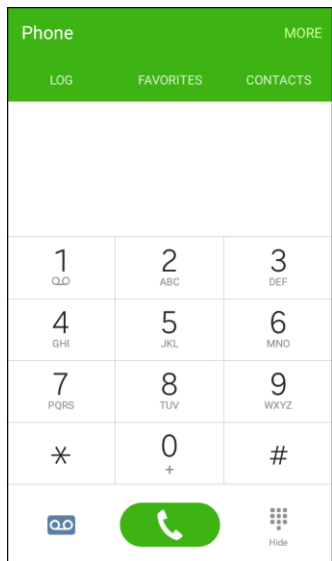 Phone MORE
LOG FAVORITES CONTACTS
1 2 3
ABC DEF
4 5 6
GHI JKL MNO
7 8 9
PQRS TUV WXYZ
* 0 #
+
Hide